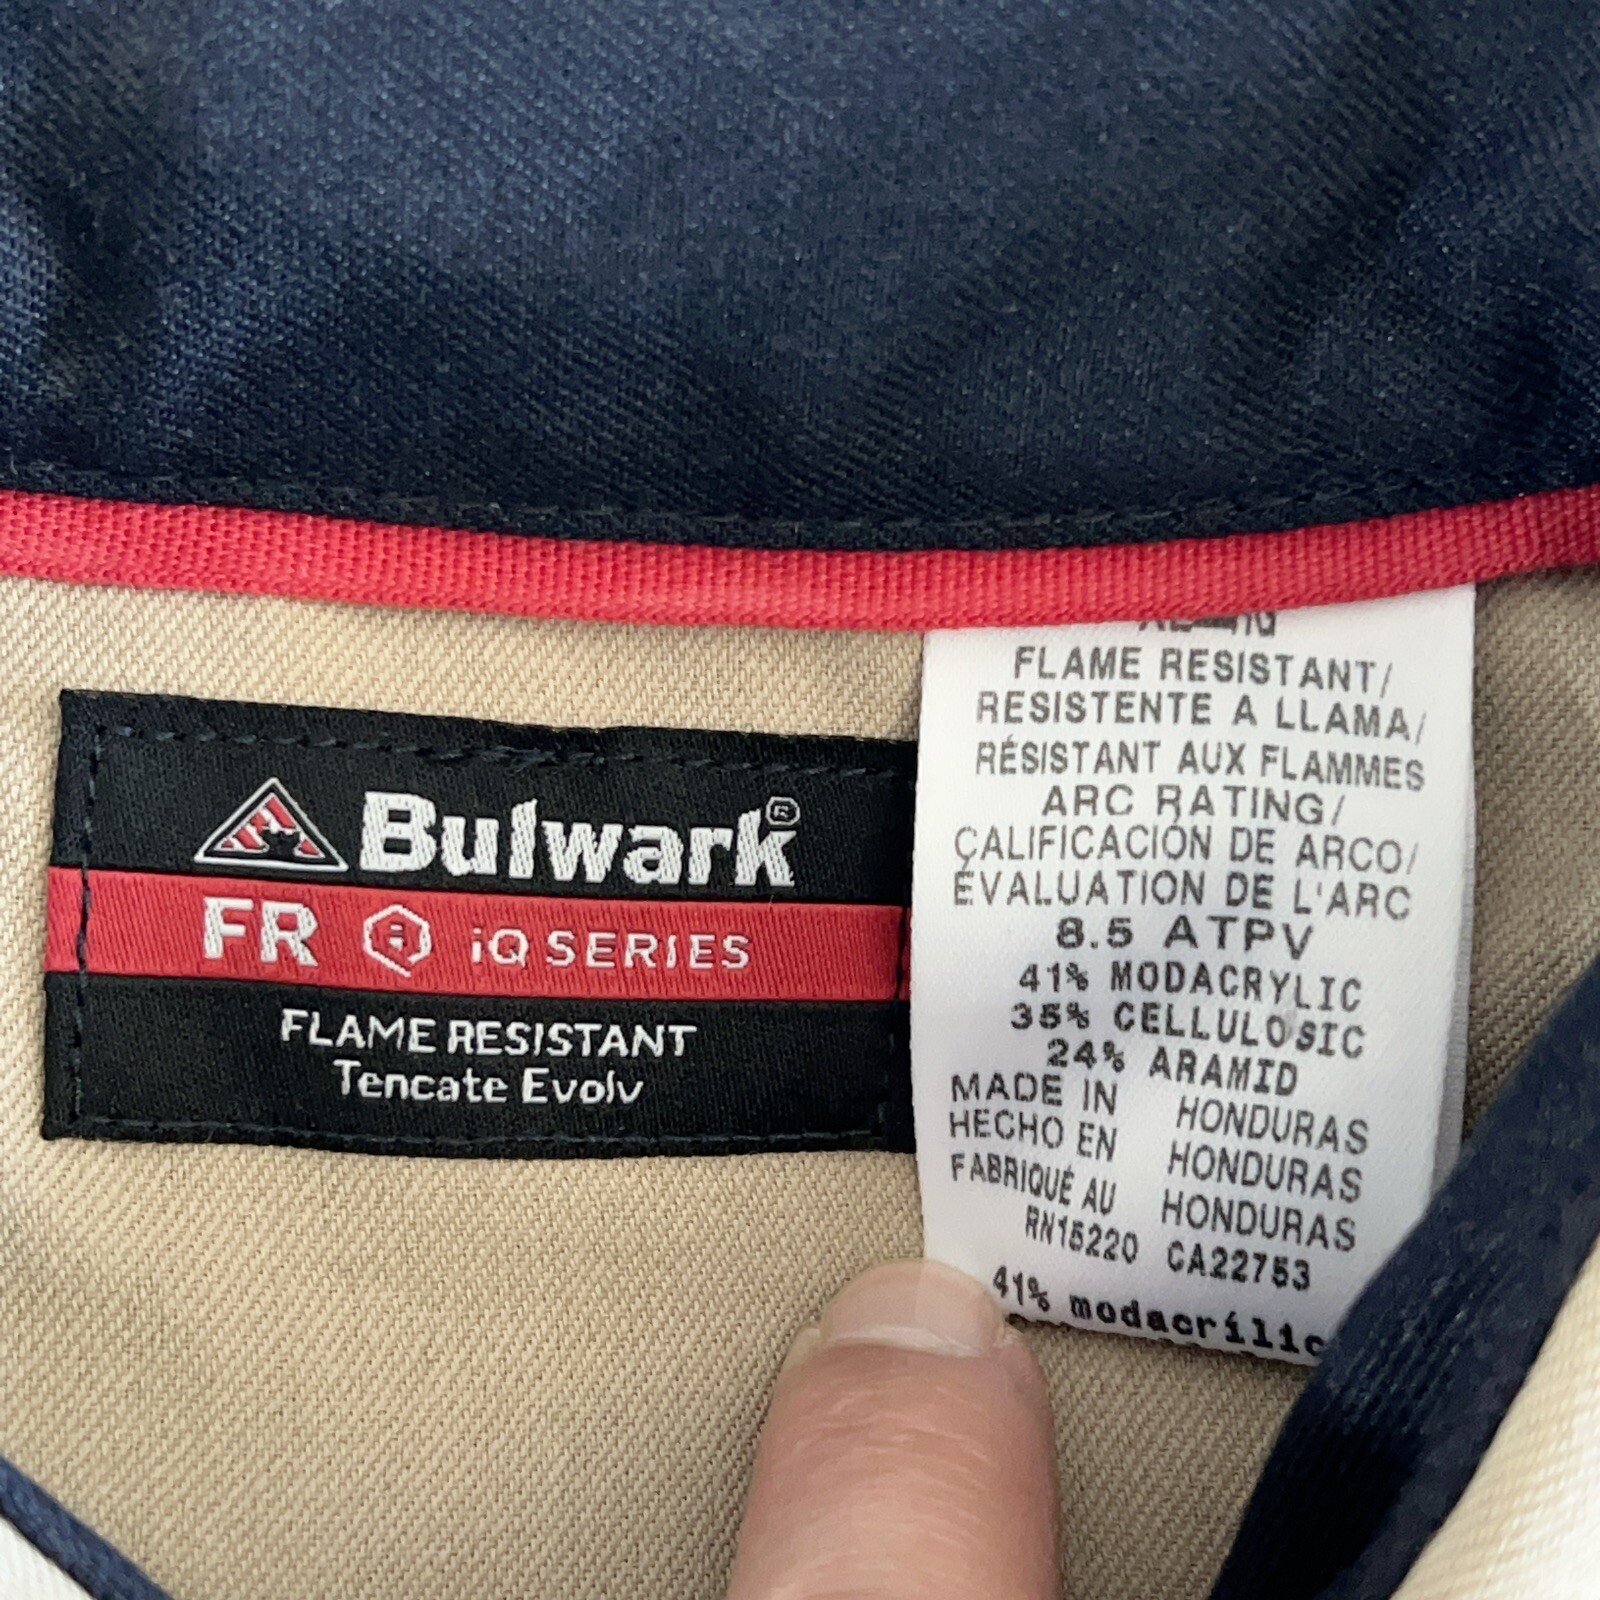 Bulwark®
FR iQ SERIES
FLAME RESISTANT
Tencate Evolv
FLAME RESISTANT/
RESISTENTE A LLAMA/
RÉSISTANT AUX FLAMMES
ARC RATING/
CALIFICACIÓN DE ARCO/
ÉVALUATION DE L'ARC
8.5 ATPV
41% MODACRYLIC
35% CELLULOSIC
24% ARAMID
MADE IN HONDURAS
HECHO EN HONDURAS
FABRIQUÉ AU HONDURAS
RN15220 CA22753
41% modacrílic